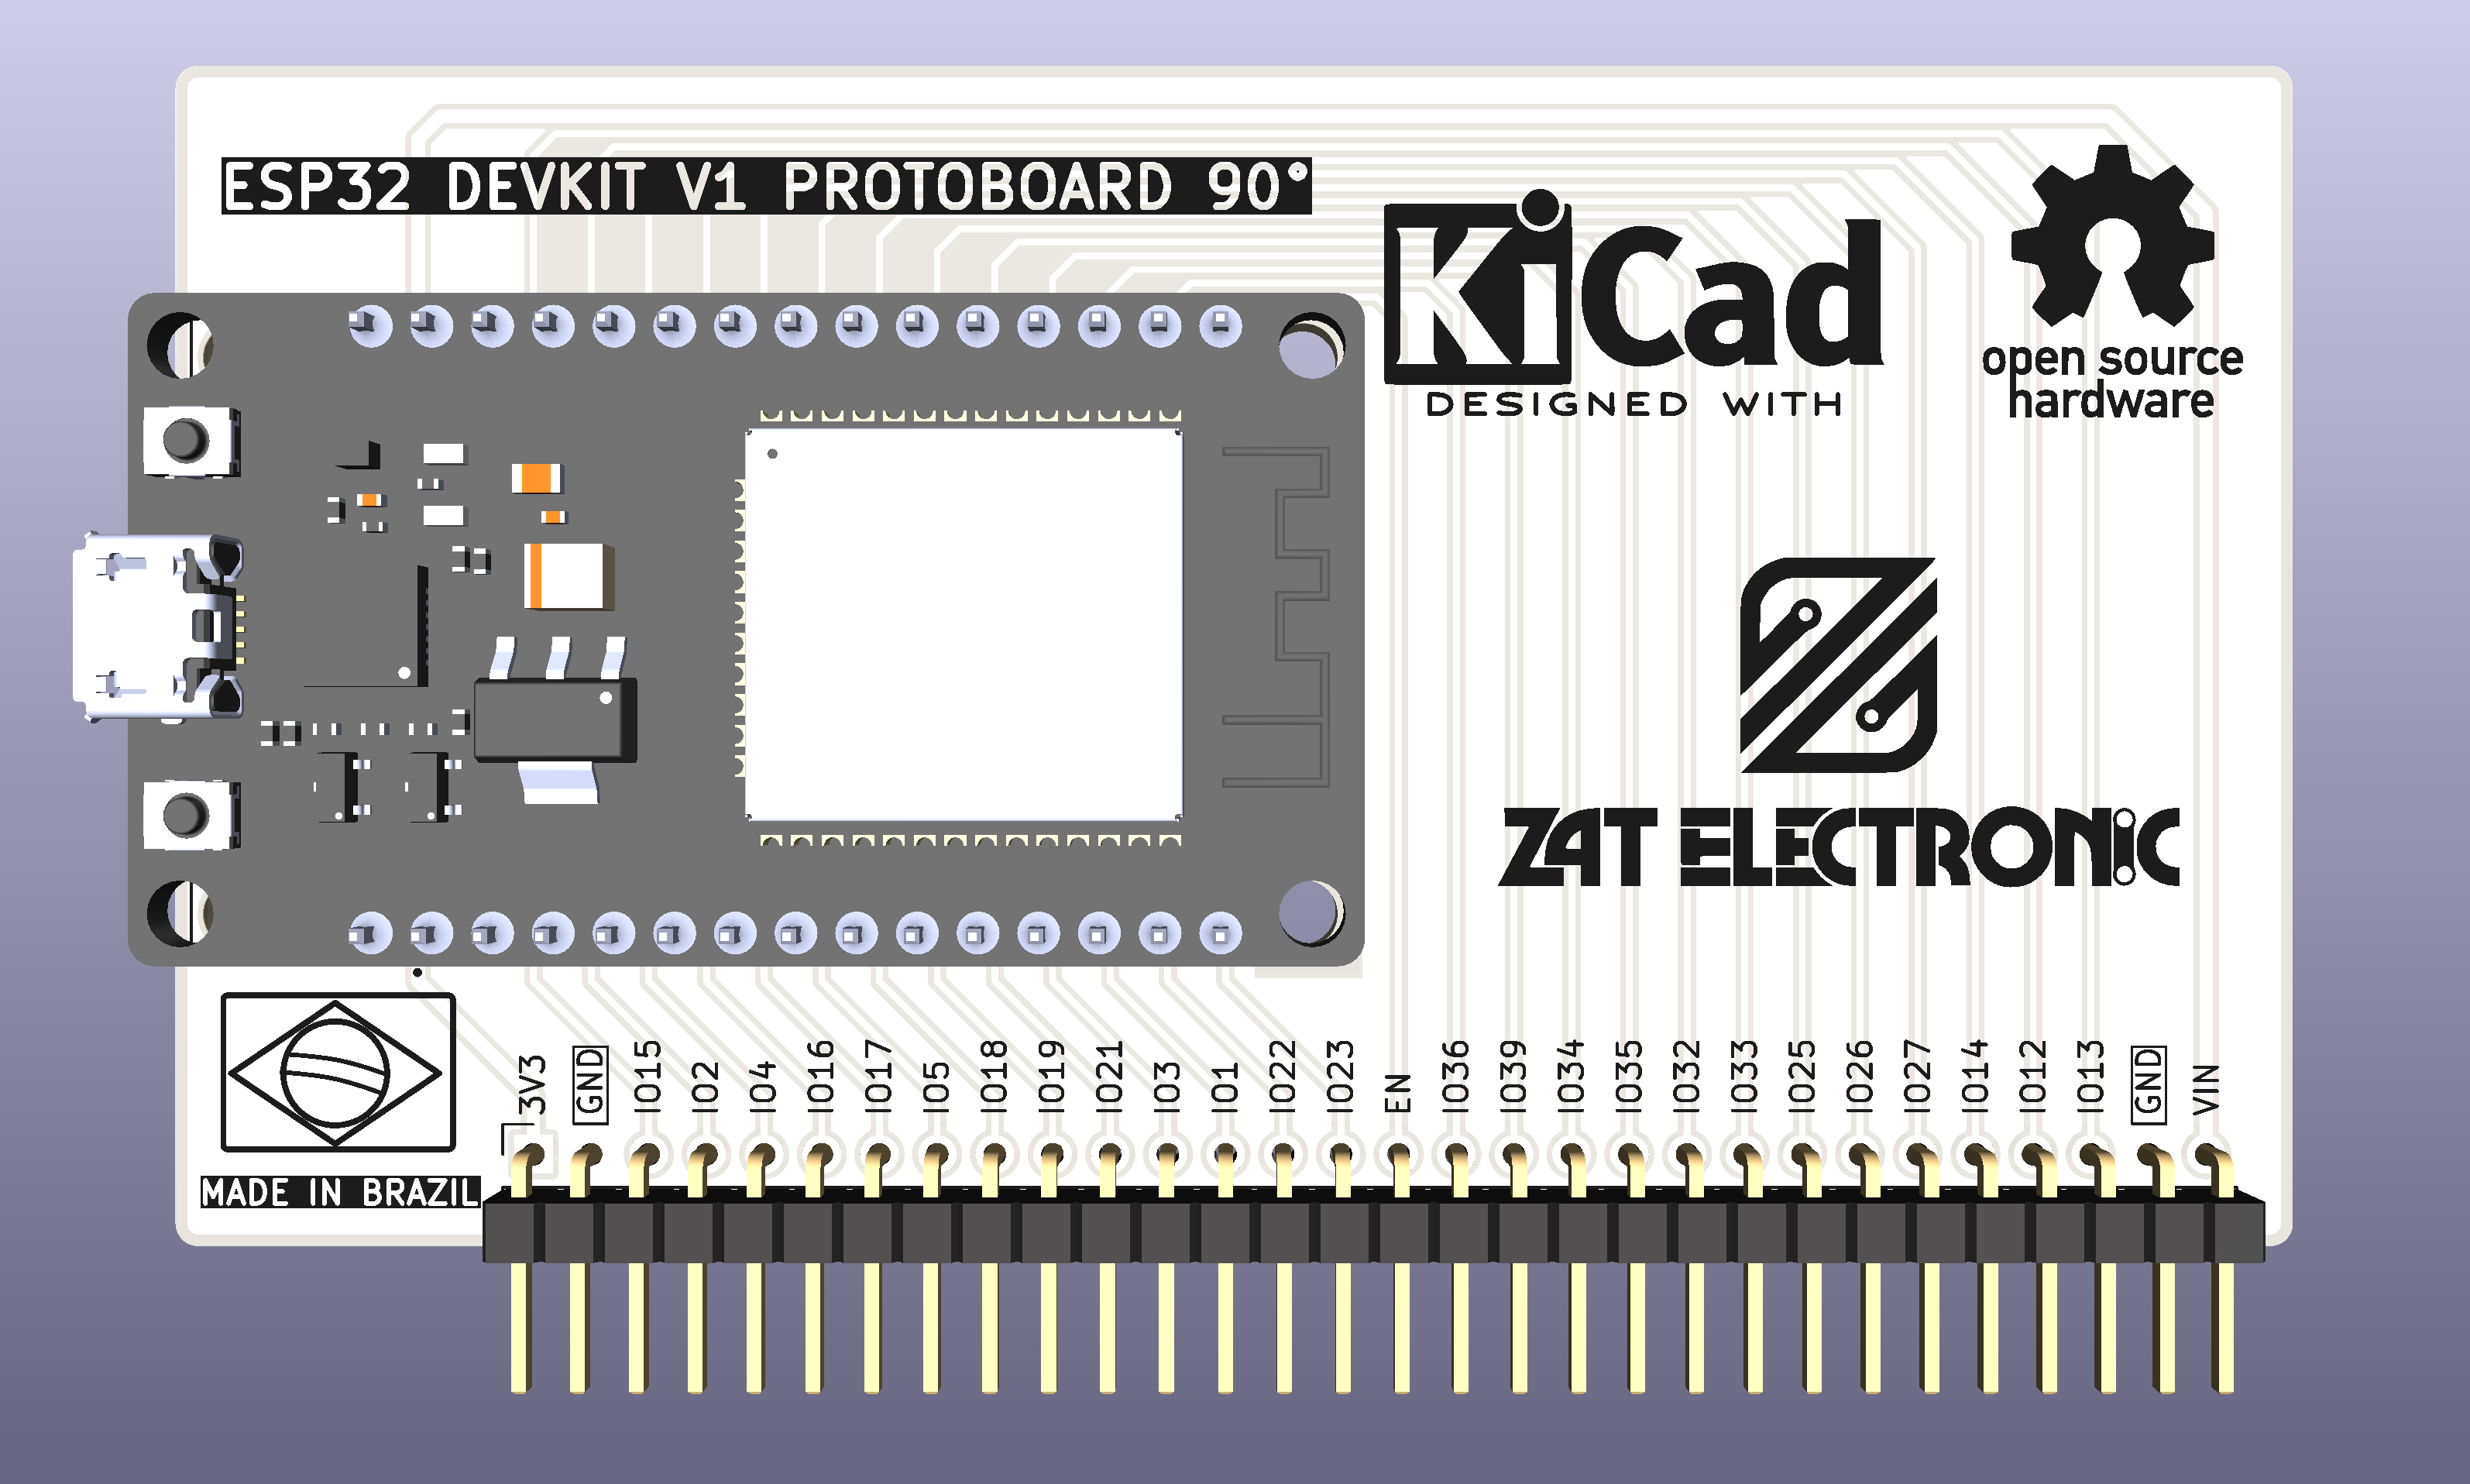 ESP32 DEVKIT V1 PROTOBOARD 90°
KiCad
DESIGNED WITH
open source
hardware
ZAT ELECTRONIC
3V3
GND
IO15
IO2
IO4
IO16
IO17
IO5
IO18
IO19
IO21
IO3
IO1
IO22
IO23
EN
IO36
IO39
IO34
IO35
IO32
IO33
IO25
IO26
IO27
IO14
IO12
IO13
GND
VIN
MADE IN BRAZIL